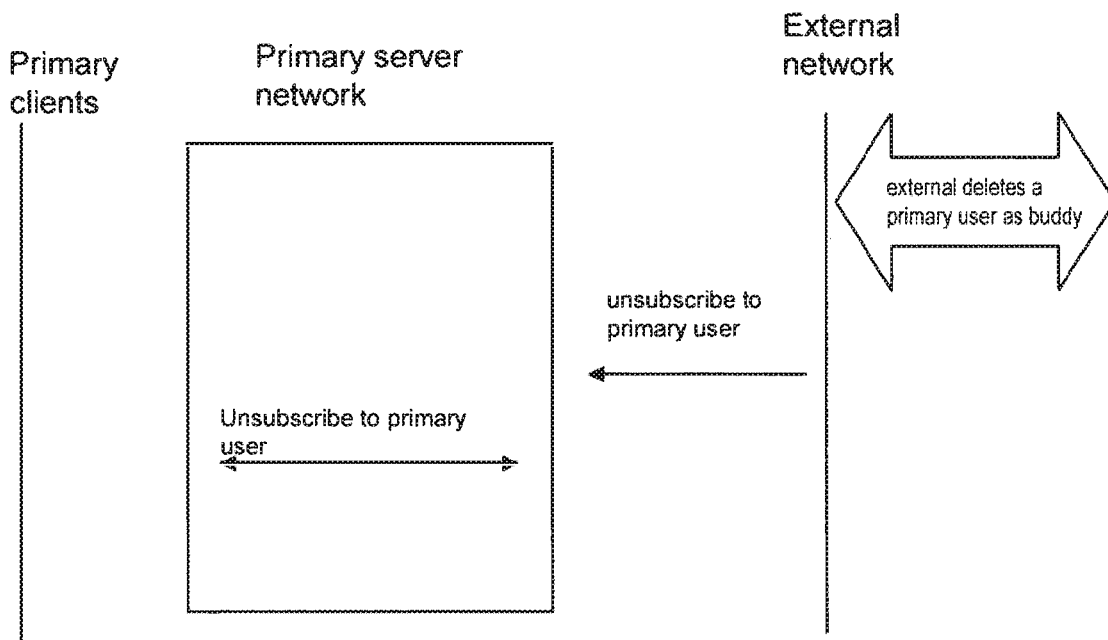 Primary
clients
Primary server
network
External
network
external deletes a
primary user as buddy
unsubscribe to
primary user
Unsubscribe to primary
user